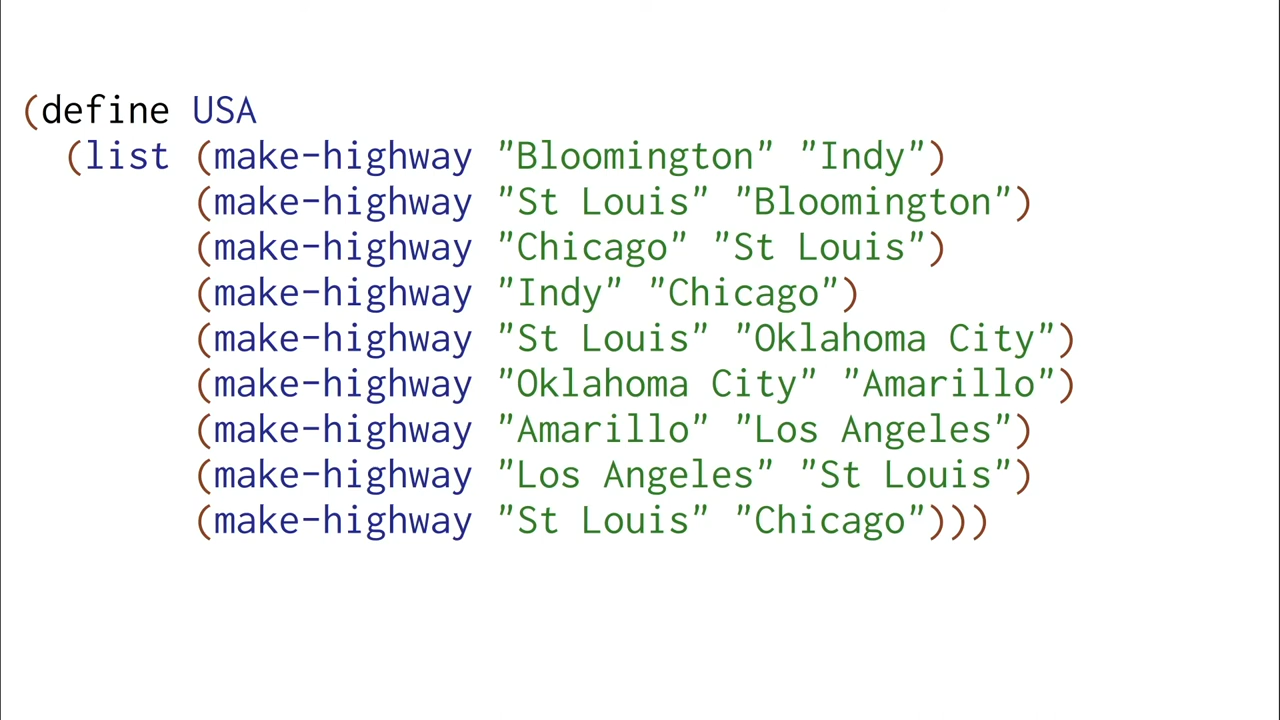 (define USA
(list (make-highway "Bloomington" "Indy")
(make-highway "St Louis" "Bloomington")
(make-highway "Chicago" "St Louis")
(make-highway "Indy" "Chicago")
(make-highway "St Louis" "Oklahoma City")
(make-highway "Oklahoma City" "Amarillo")
(make-highway "Amarillo" "Los Angeles")
(make-highway "Los Angeles" "St Louis")
(make-highway "St Louis" "Chicago")))